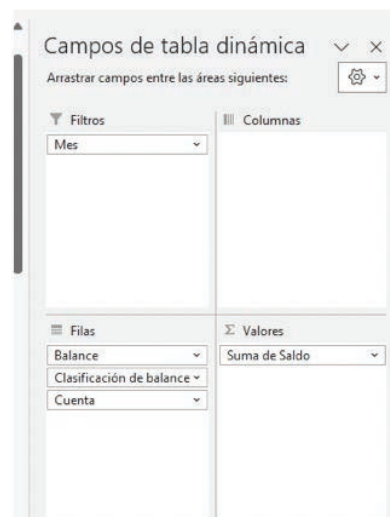 Campos de tabla dinámica
Arrastrar campos entre las áreas siguientes:
Filtros
Columnas
Mes
Filas
Σ Valores
Balance
Suma de Saldo
Clasificación de balance
Cuenta